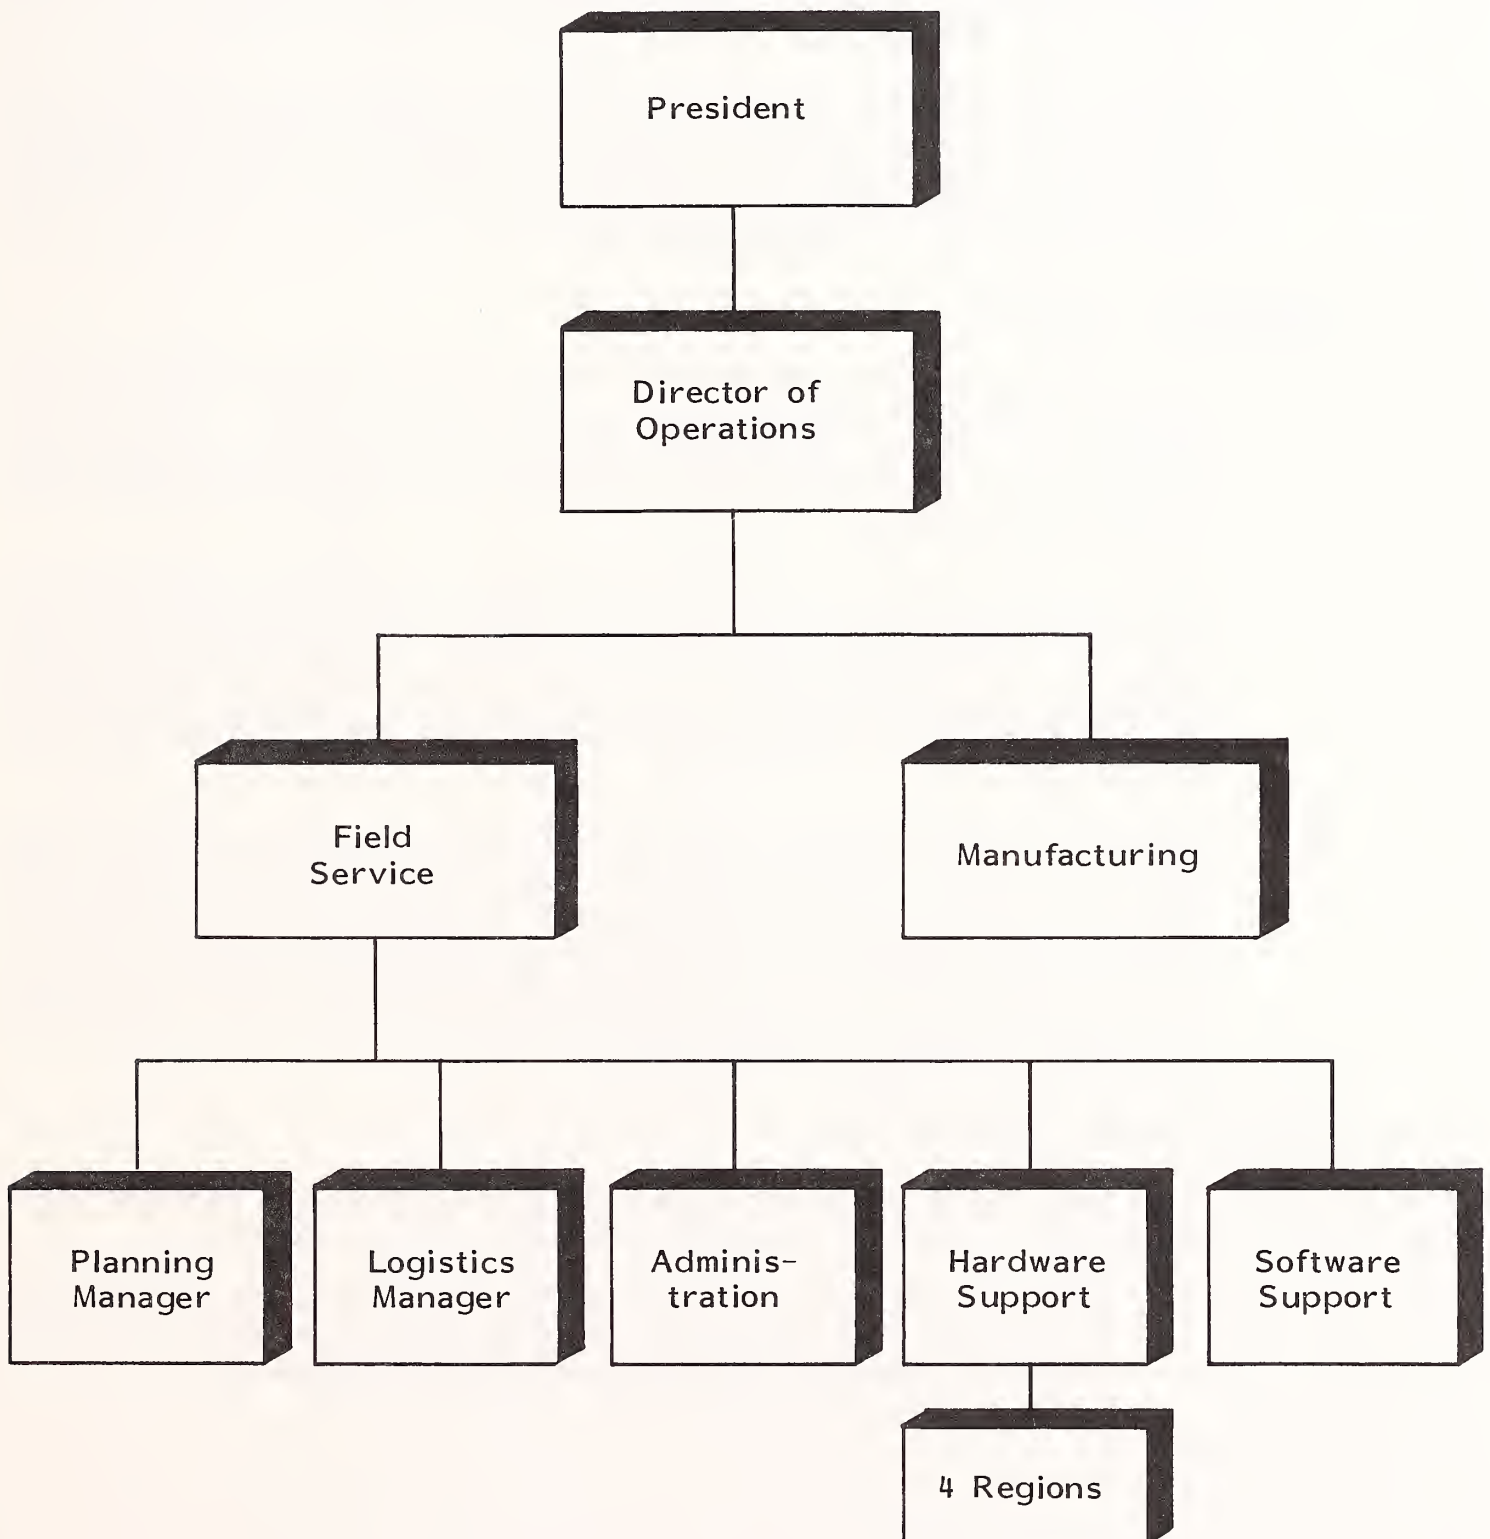 President
Director of
Operations
Field
Service
Manufacturing
Planning
Manager
Logistics
Manager
Adminis-
tration
Hardware
Support
Software
Support
4 Regions